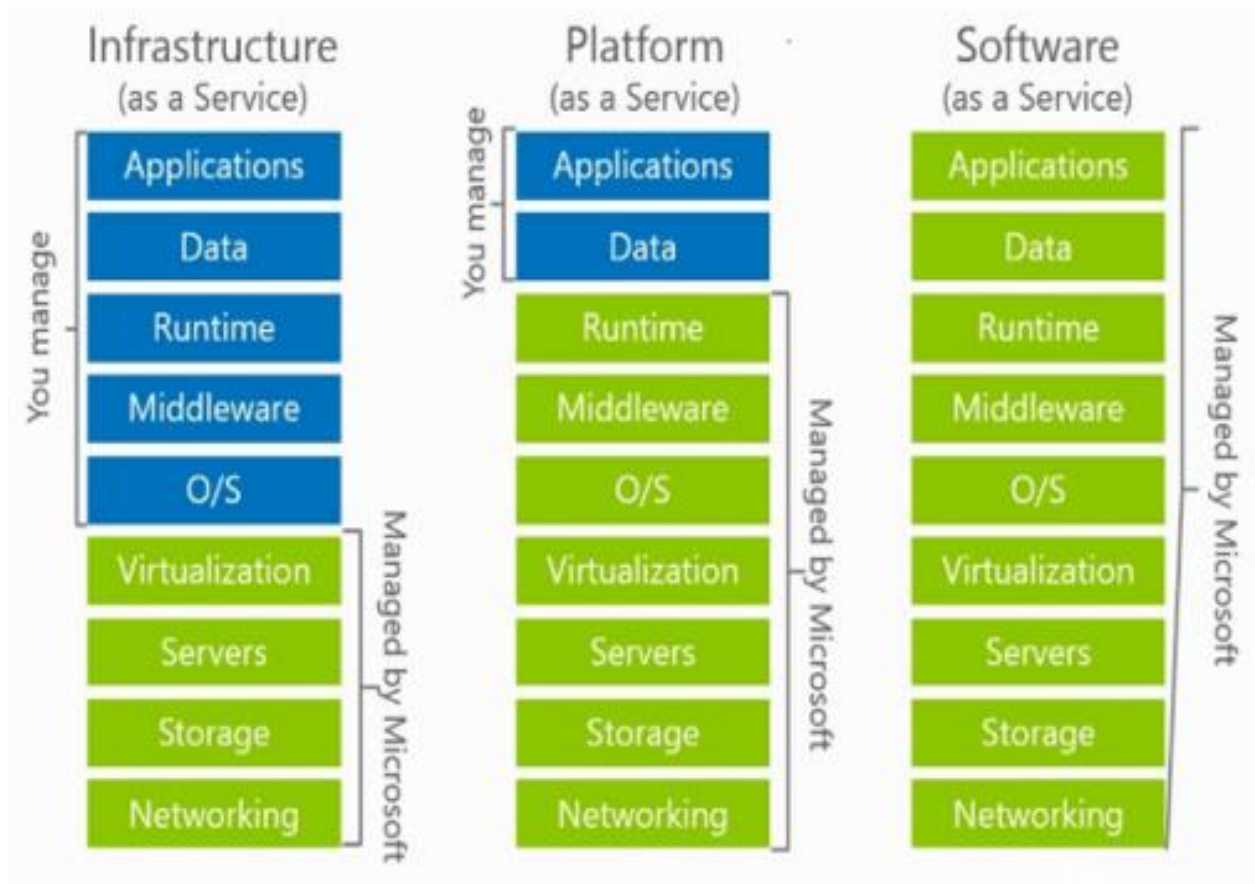 Infrastructure
(as a Service)
You manage
Applications
Data
Runtime
Middleware
O/S
Virtualization
Servers
Storage
Networking
Managed by Microsoft
Platform
(as a Service)
You manage
Applications
Data
Runtime
Middleware
O/S
Virtualization
Servers
Storage
Networking
Managed by Microsoft
Software
(as a Service)
Applications
Data
Runtime
Middleware
O/S
Virtualization
Servers
Storage
Networking
Managed by Microsoft